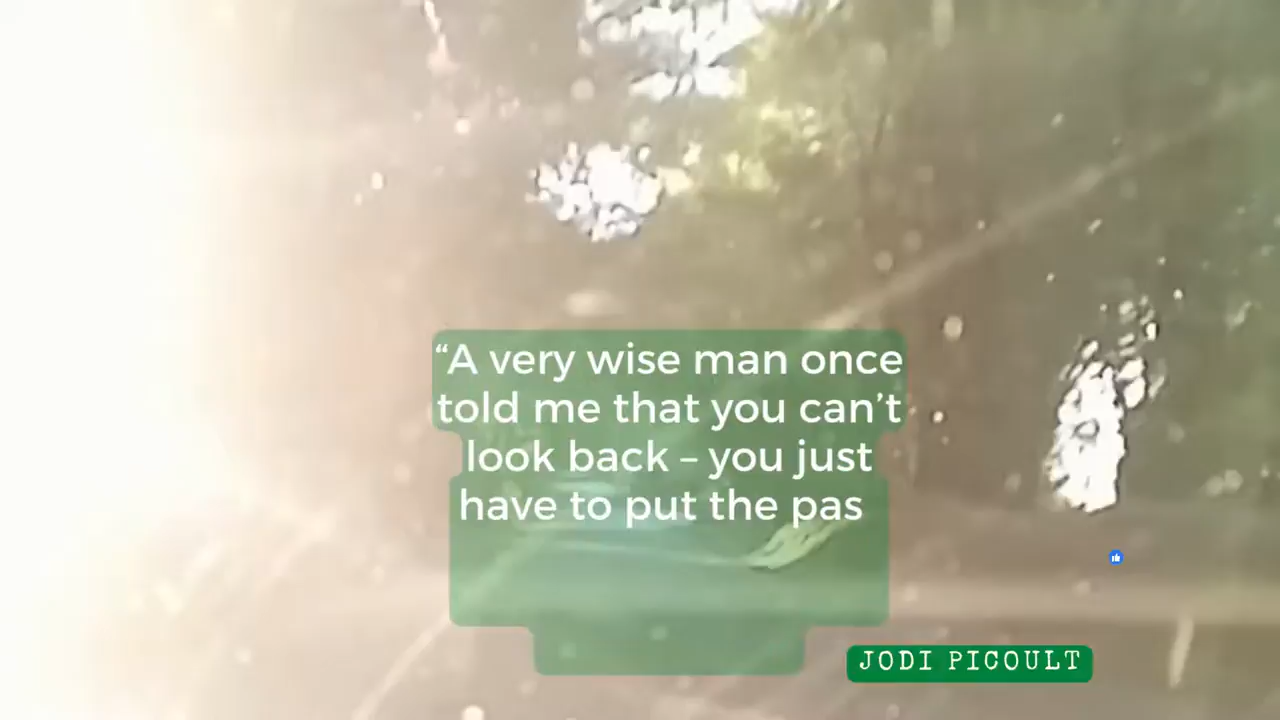 “A very wise man once
told me that you can’t
look back – you just
have to put the pas
JODI PICOULT